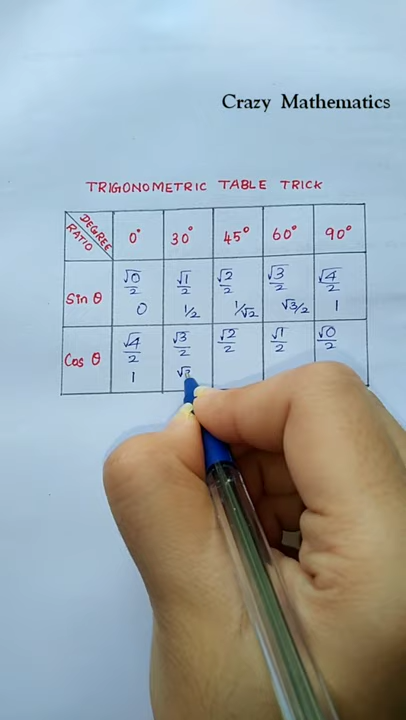 Crazy Mathematics
TRIGONOMETRIC TABLE TRICK
DEGREE
RATIO
0° 30° 45° 60° 90°
√0/2 √1/2 √2/2 √3/2 √4/2
Sin θ
0 1/2 1/√2 √3/2 1
√4/2 √3/2 √2/2 √1/2 √0/2
Cos θ
1